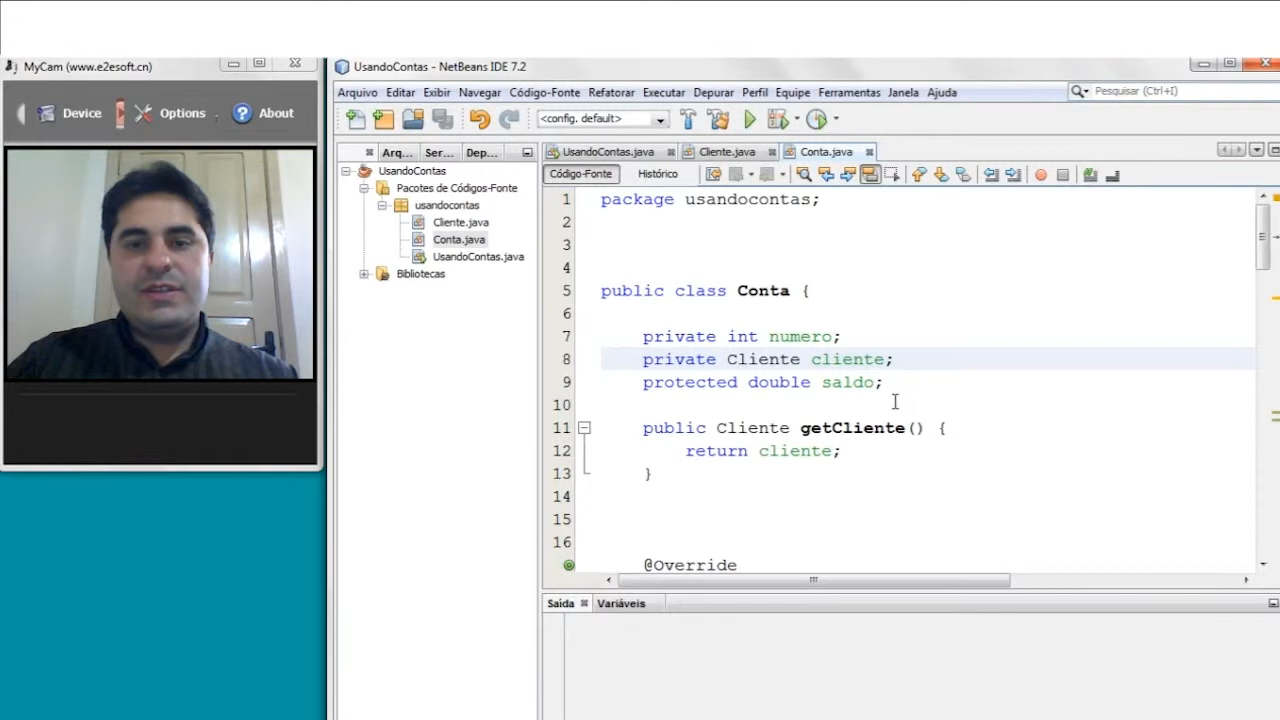 MyCam (www.e2esoft.cn)
Device
Options
About
UsandoContas - NetBeans IDE 7.2
Arquivo Editar Exibir Navegar Código-Fonte Refatorar Executar Depurar Perfil Equipe Ferramentas Janela Ajuda
Pesquisar (Ctrl+I)
<config. default>
Arq... Ser... Dep...
UsandoContas
Pacotes de Códigos-Fonte
usandocontas
Cliente.java
Conta.java
UsandoContas.java
Bibliotecas
UsandoContas.java Cliente.java Conta.java
Código-Fonte Histórico
1 package usandocontas;
2
3
4
5 public class Conta {
6
7 private int numero;
8 private Cliente cliente;
9 protected double saldo;
10
11 public Cliente getCliente() {
12 return cliente;
13 }
14
15
16
@Override
Saída Variáveis